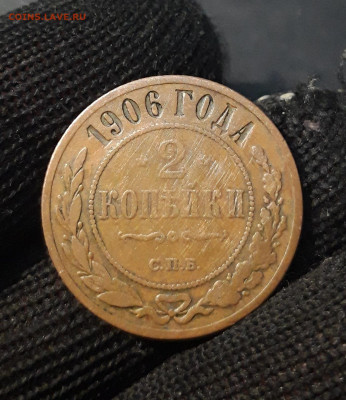 COINS.LAVE.RU
1906 ГОДА
2
КОПѢЙКИ
С.П.Б.